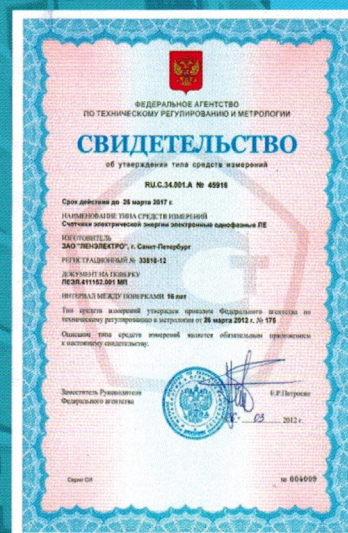 ФЕДЕРАЛЬНОЕ АГЕНТСТВО
ПО ТЕХНИЧЕСКОМУ РЕГУЛИРОВАНИЮ И МЕТРОЛОГИИ
СВИДЕТЕЛЬСТВО
об утверждении типа средств измерений
RU.C.34.001.A № 45916
Срок действия до 26 марта 2017 г.
НАИМЕНОВАНИЕ ТИПА СРЕДСТВ ИЗМЕРЕНИЙ
Счетчики электрической энергии электронные однофазные ЛЕ
ИЗГОТОВИТЕЛЬ
ЗАО "ЛЕНЭЛЕКТРО", г. Санкт-Петербург
РЕГИСТРАЦИОННЫЙ № 33818-12
ДОКУМЕНТ НА ПОВЕРКУ
ЛЕЭЛ.411152.001 МП
ИНТЕРВАЛ МЕЖДУ ПОВЕРКАМИ 16 лет
Тип средств измерений утвержден приказом Федерального агентства по
техническому регулированию и метрологии от 26 марта 2012 г. № 175
Описание типа средств измерений является обязательным приложением
к настоящему свидетельству.
Заместитель Руководителя
Федерального агентства
Е.Р.Петросян
03 2012 г.
Серия СИ
№ 004009